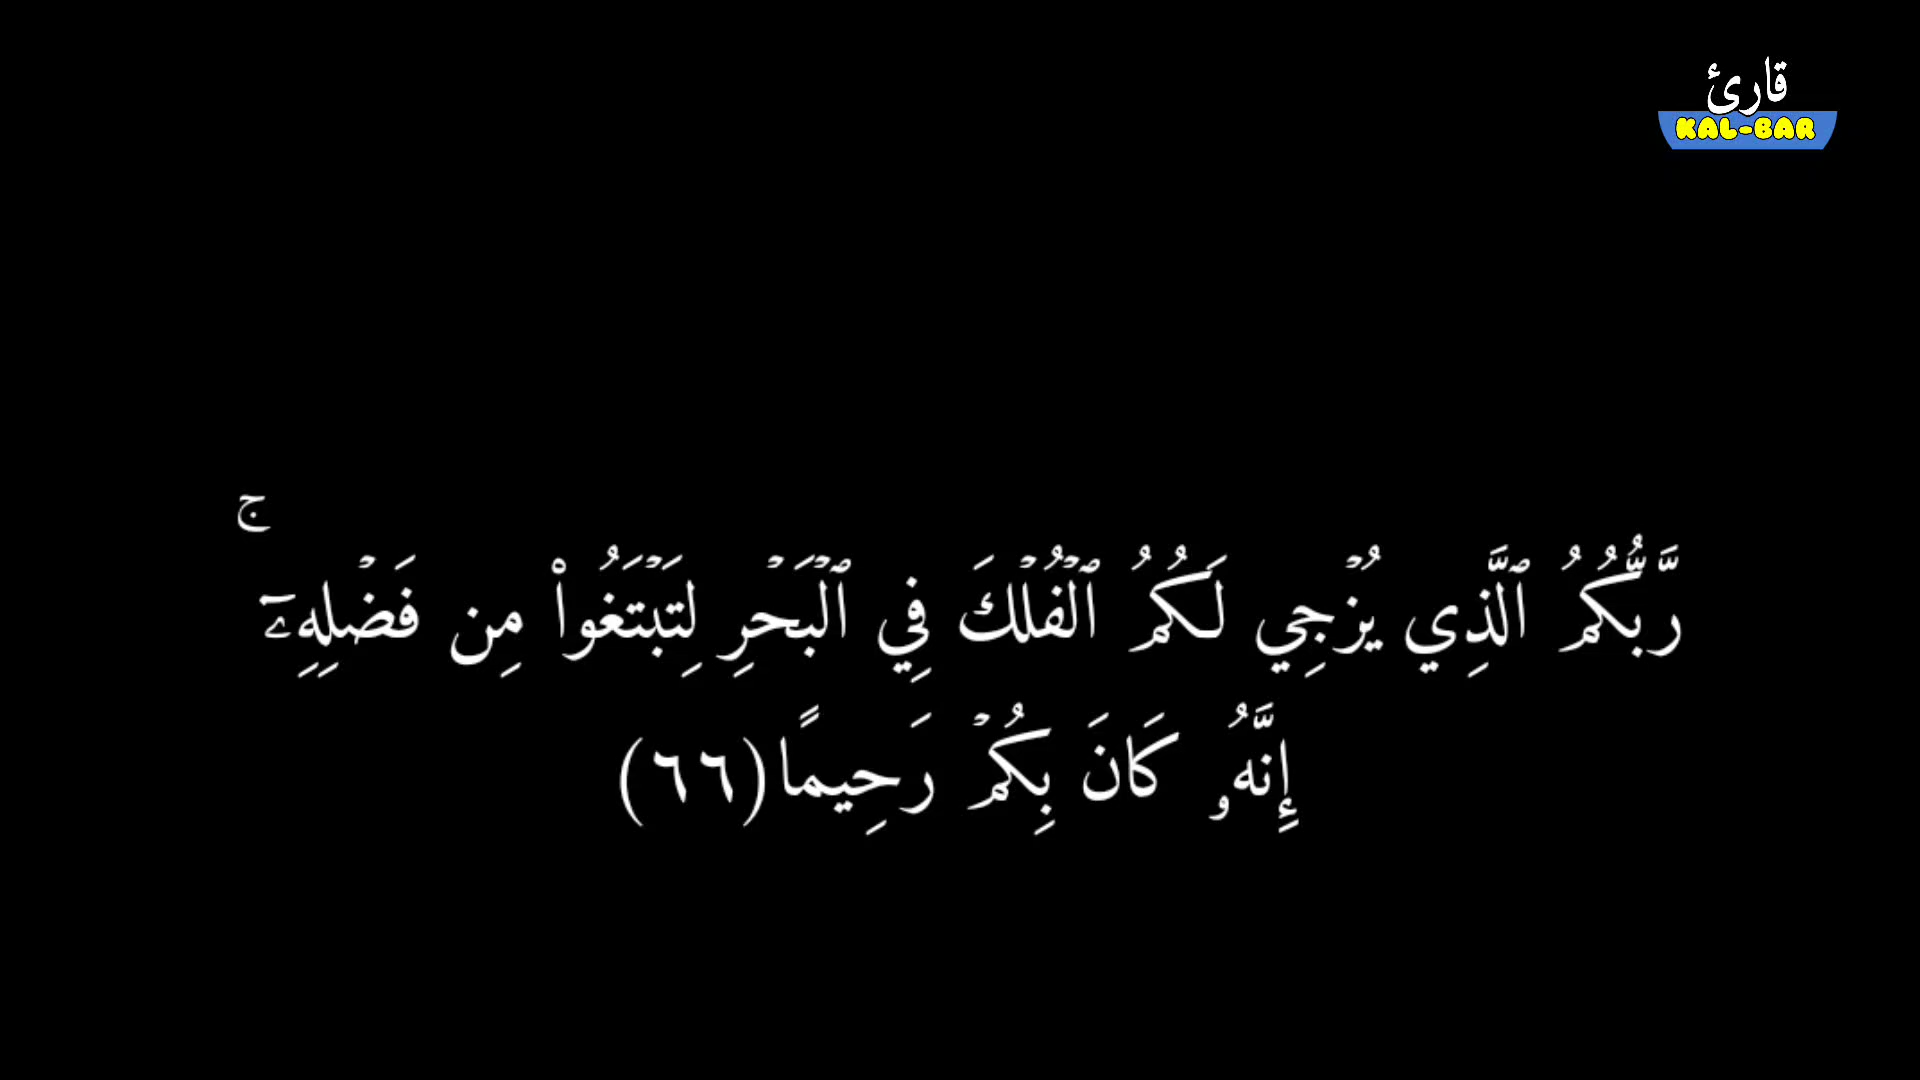 قارئ
KAL-BAR
رَّبُّكُمُ ٱلَّذِي يُزۡجِي لَكُمُ ٱلۡفُلۡكَ فِي ٱلۡبَحۡرِ لِتَبۡتَغُواْ مِن فَضۡلِهِۦٓۚ
إِنَّهُۥ كَانَ بِكُمۡ رَحِيمًا(٦٦)